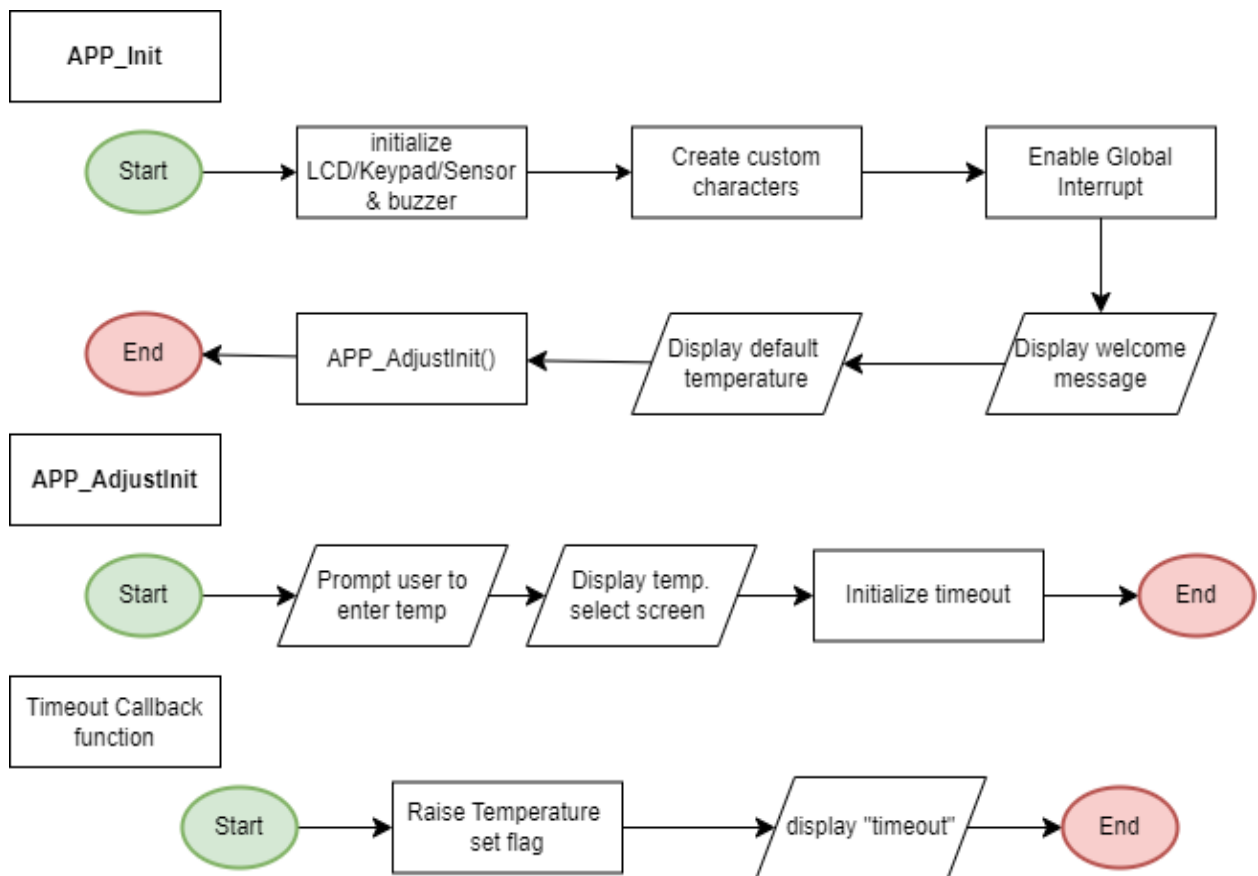 APP_Init
Start
initialize
LCD/Keypad/Sensor
& buzzer
Create custom
characters
Enable Global
Interrupt
End
APP_AdjustInit()
Display default
temperature
Display welcome
message
APP_AdjustInit
Start
Prompt user to
enter temp
Display temp.
select screen
Initialize timeout
End
Timeout Callback
function
Start
Raise Temperature
set flag
display "timeout"
End